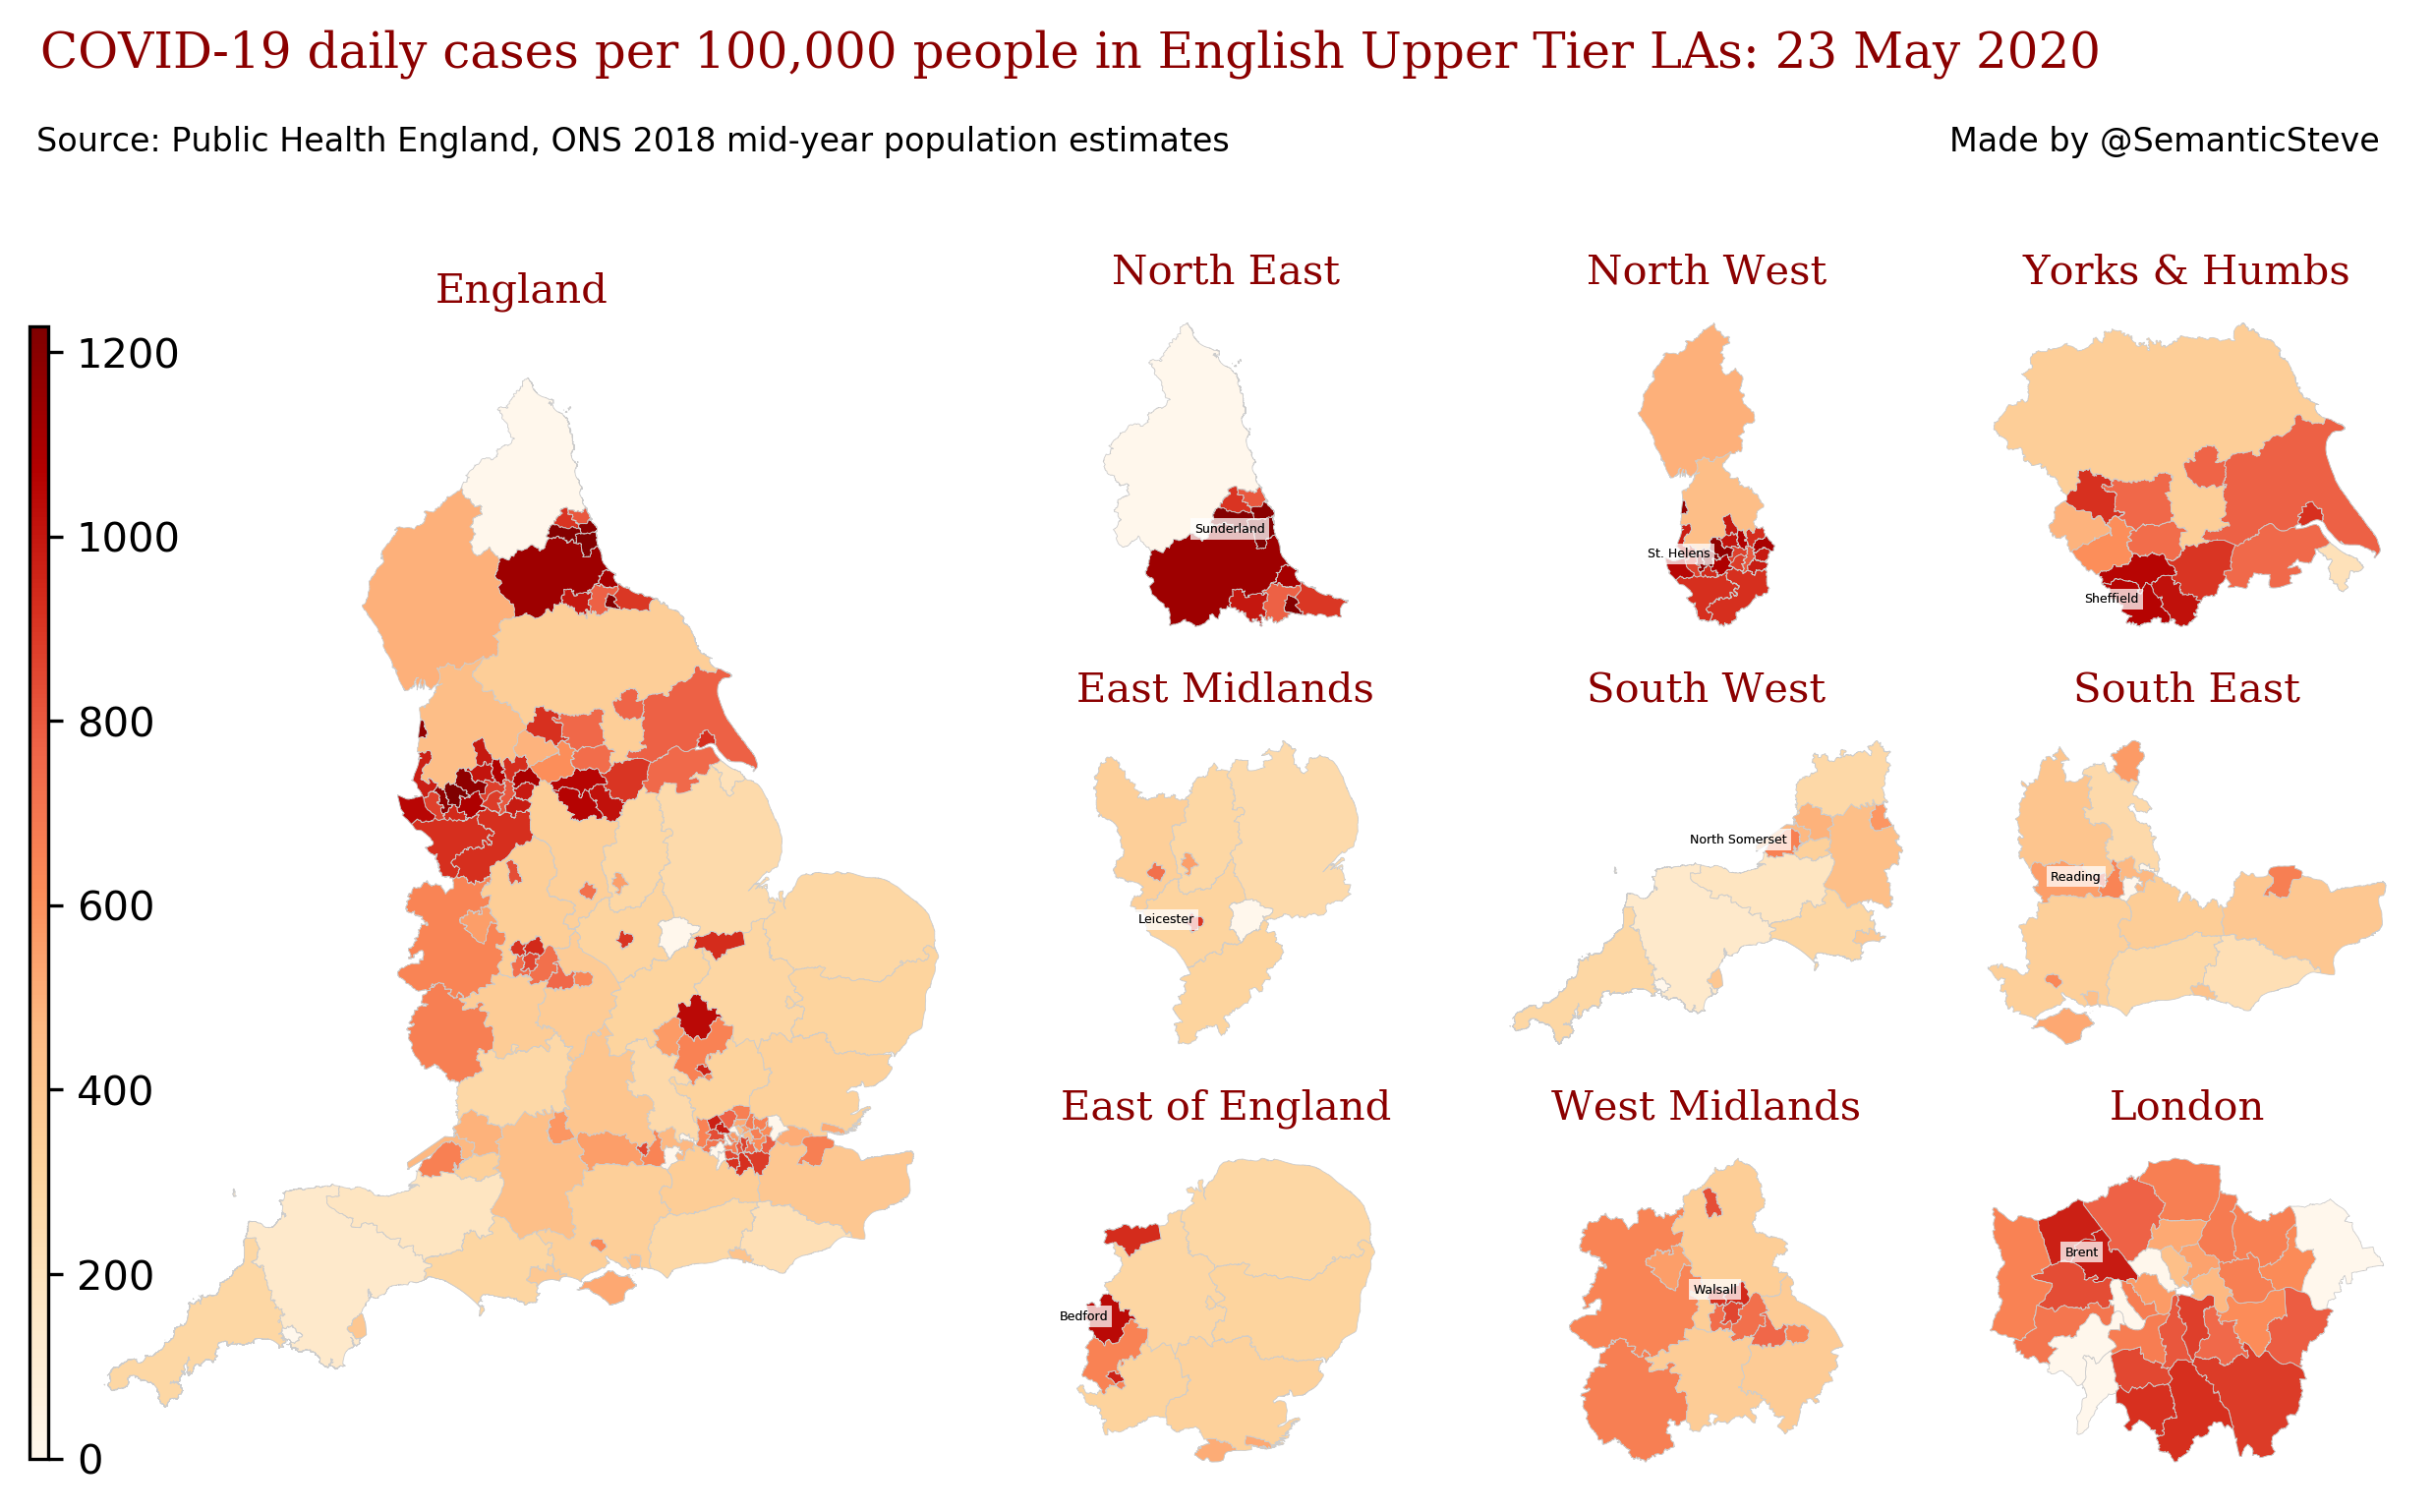 COVID-19 daily cases per 100,000 people in English Upper Tier LAs: 23 May 2020
Source: Public Health England, ONS 2018 mid-year population estimates
Made by @SemanticSteve
England
1200
1000
800
600
400
200
0
North East
Sunderland
North West
St. Helens
Yorks & Humbs
Sheffield
East Midlands
Leicester
South West
North Somerset
South East
Reading
East of England
Bedford
West Midlands
Walsall
London
Brent